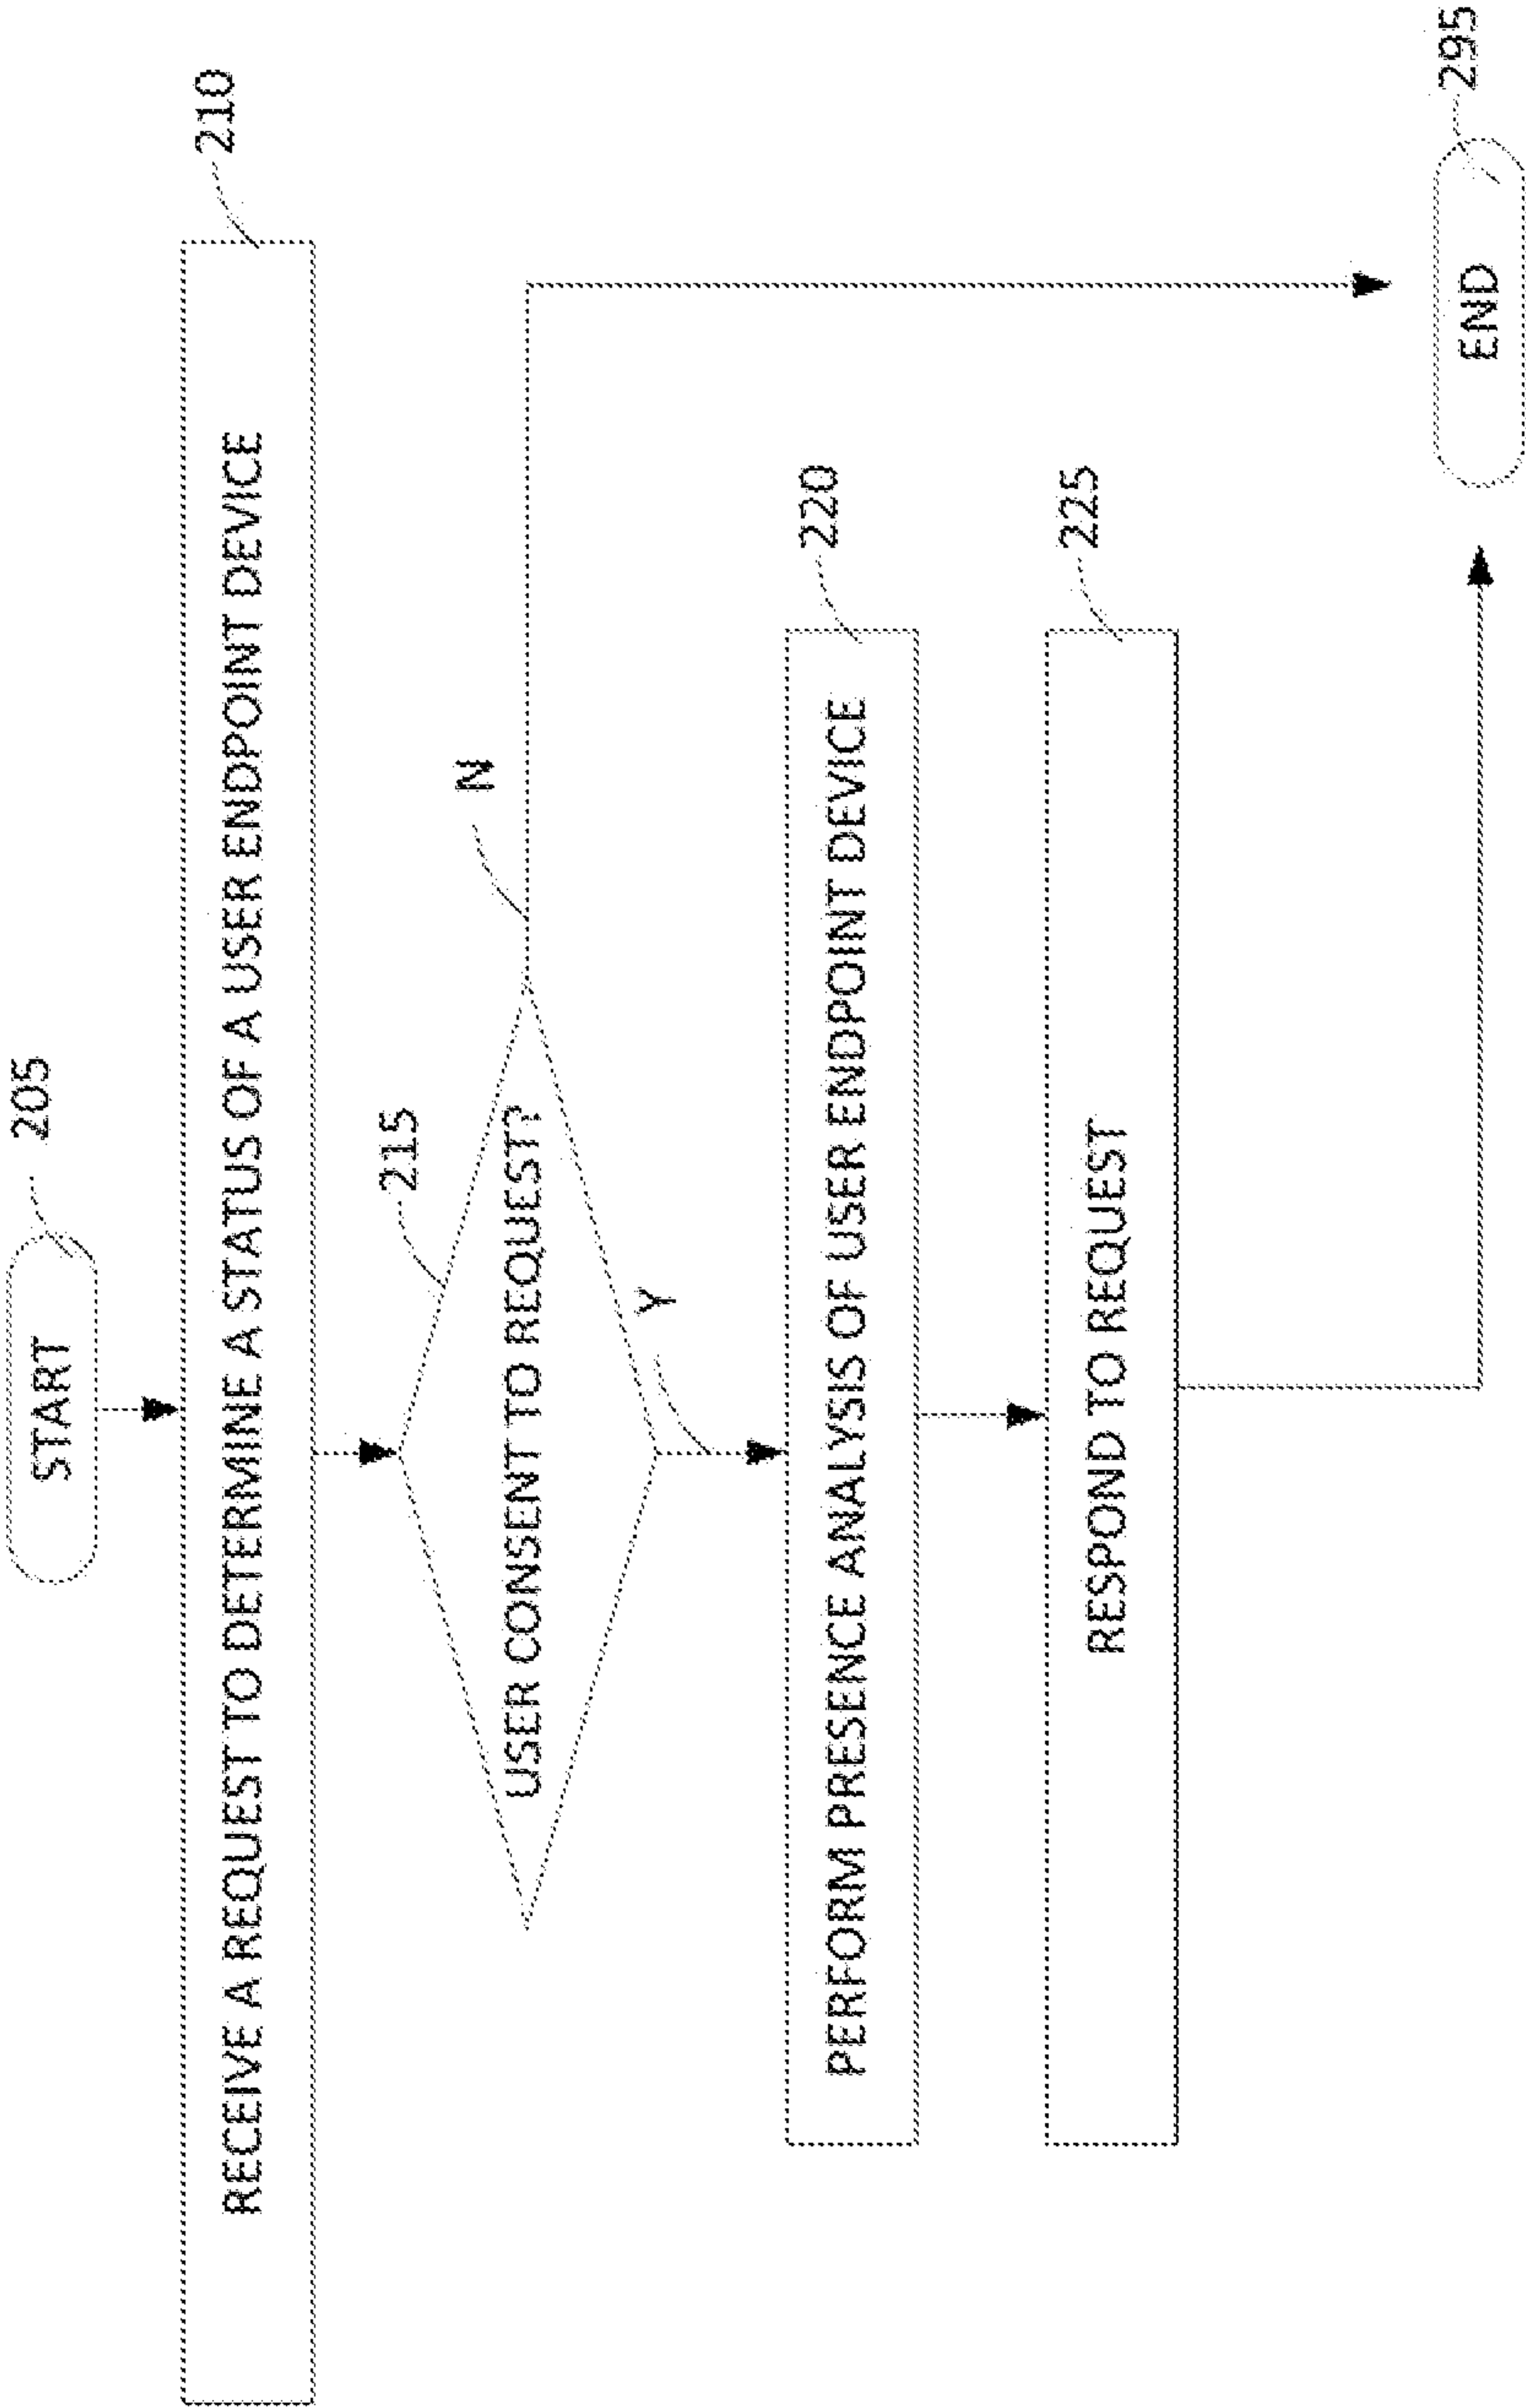 START
205
RECEIVE A REQUEST TO DETERMINE A STATUS OF A USER ENDPOINT DEVICE
210
215
USER CONSENT TO REQUEST?
N
Y
PERFORM PRESENCE ANALYSIS OF USER ENDPOINT DEVICE
220
RESPOND TO REQUEST
225
END
295